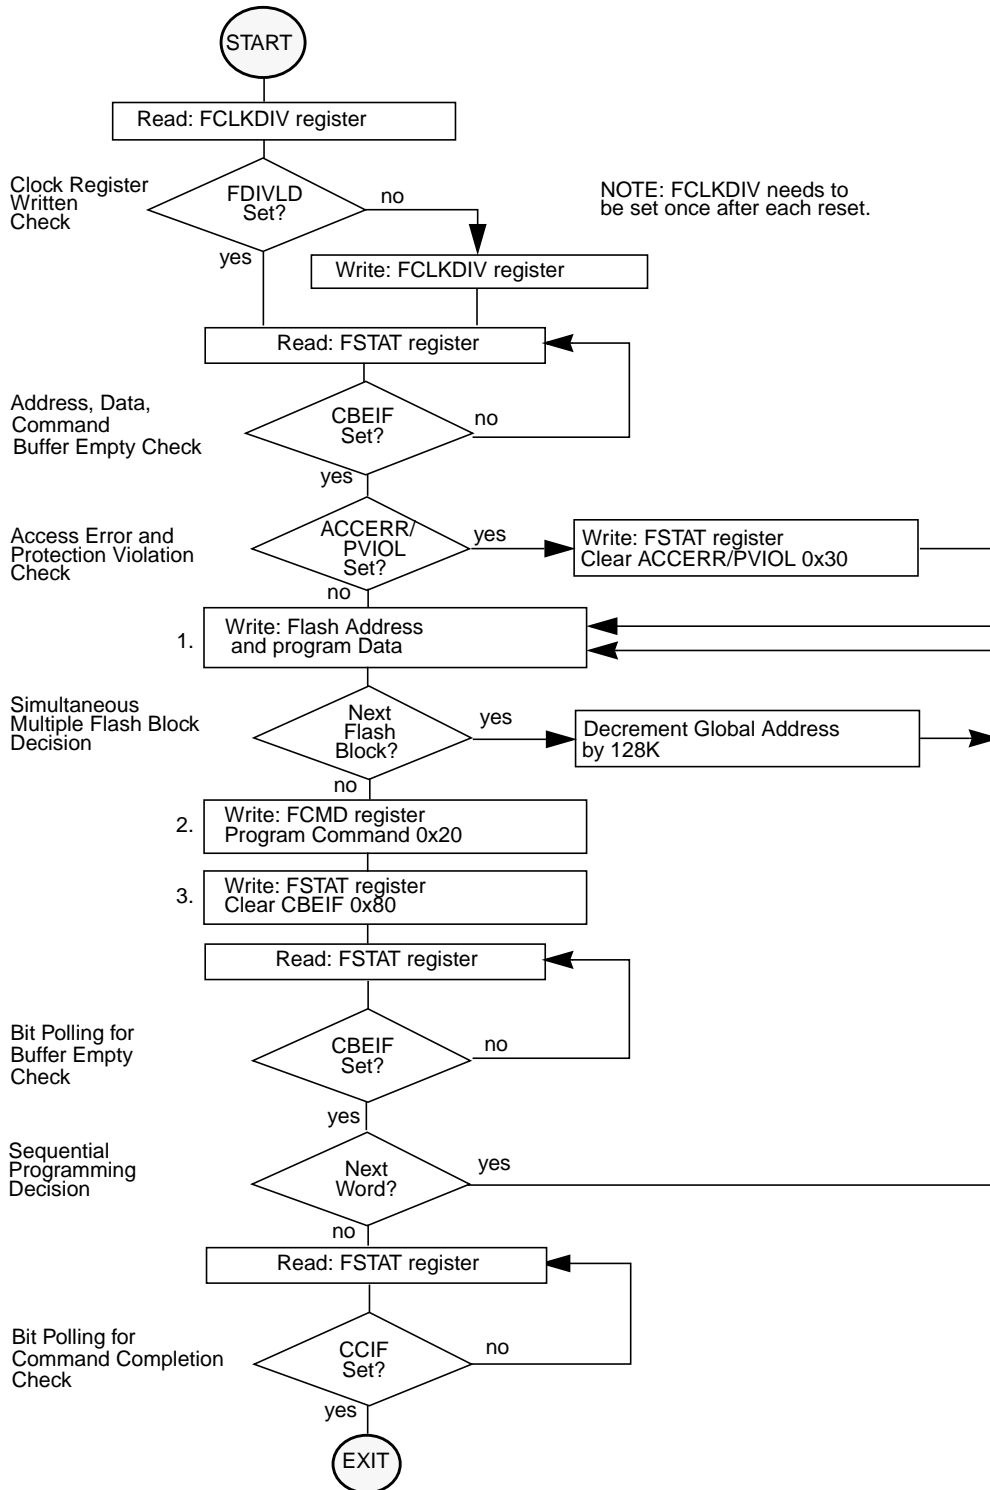 START
Read: FCLKDIV register
Clock Register
Written
Check
FDIVLD
Set?
no
yes
NOTE: FCLKDIV needs to
be set once after each reset.
Write: FCLKDIV register
Read: FSTAT register
Address, Data,
Command
Buffer Empty Check
CBEIF
Set?
no
yes
Access Error and
Protection Violation
Check
ACCERR/
PVIOL
Set?
yes
no
Write: FSTAT register
Clear ACCERR/PVIOL 0x30
1.
Write: Flash Address
and program Data
Simultaneous
Multiple Flash Block
Decision
Next
Flash
Block?
yes
no
Decrement Global Address
by 128K
2.
Write: FCMD register
Program Command 0x20
3.
Write: FSTAT register
Clear CBEIF 0x80
Read: FSTAT register
Bit Polling for
Buffer Empty
Check
CBEIF
Set?
no
yes
Sequential
Programming
Decision
Next
Word?
yes
no
Read: FSTAT register
Bit Polling for
Command Completion
Check
CCIF
Set?
no
yes
EXIT